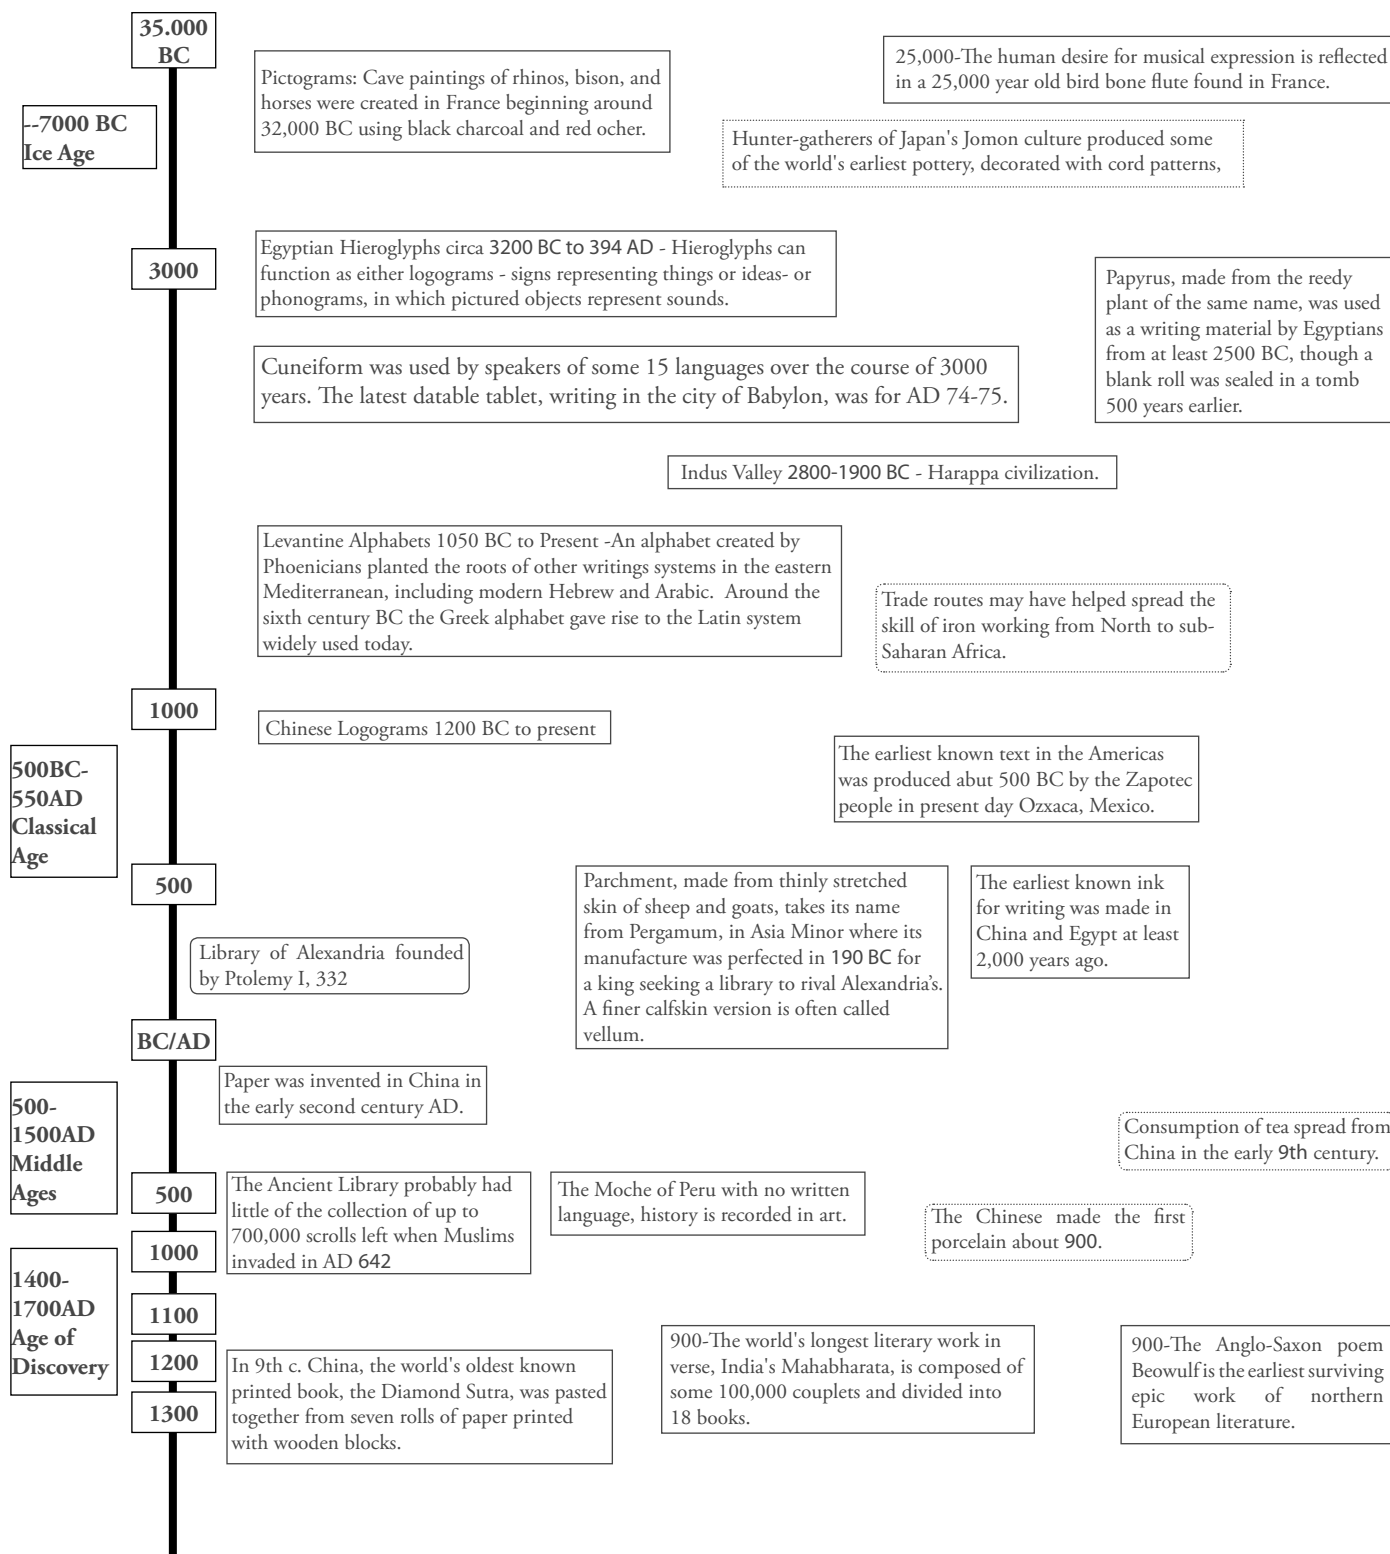 35.000
BC
Pictograms: Cave paintings of rhinos, bison, and
horses were created in France beginning around
32,000 BC using black charcoal and red ocher.
25,000-The human desire for musical expression is reflected
in a 25,000 year old bird bone flute found in France.
--7000 BC
Ice Age
Hunter-gatherers of Japan's Jomon culture produced some
of the world's earliest pottery, decorated with cord patterns,
3000
Egyptian Hieroglyphs circa 3200 BC to 394 AD - Hieroglyphs can
function as either logograms - signs representing things or ideas- or
phonograms, in which pictured objects represent sounds.
Papyrus, made from the reedy
plant of the same name, was used
as a writing material by Egyptians
from at least 2500 BC, though a
blank roll was sealed in a tomb
500 years earlier.
Cuneiform was used by speakers of some 15 languages over the course of 3000
years. The latest datable tablet, writing in the city of Babylon, was for AD 74-75.
Indus Valley 2800-1900 BC - Harappa civilization.
Levantine Alphabets 1050 BC to Present -An alphabet created by
Phoenicians planted the roots of other writings systems in the eastern
Mediterranean, including modern Hebrew and Arabic. Around the
sixth century BC the Greek alphabet gave rise to the Latin system
widely used today.
Trade routes may have helped spread the
skill of iron working from North to sub-
Saharan Africa.
1000
Chinese Logograms 1200 BC to present
500BC-
550AD
Classical
Age
The earliest known text in the Americas
was produced abut 500 BC by the Zapotec
people in present day Ozxaca, Mexico.
500
Parchment, made from thinly stretched
skin of sheep and goats, takes its name
from Pergamum, in Asia Minor where its
manufacture was perfected in 190 BC for
a king seeking a library to rival Alexandria's.
A finer calfskin version is often called
vellum.
The earliest known ink
for writing was made in
China and Egypt at least
2,000 years ago.
Library of Alexandria founded
by Ptolemy I, 332
BC/AD
Paper was invented in China in
the early second century AD.
500-
1500AD
Middle
Ages
Consumption of tea spread from
China in the early 9th century.
500
The Ancient Library probably had
little of the collection of up to
700,000 scrolls left when Muslims
invaded in AD 642
The Moche of Peru with no written
language, history is recorded in art.
The Chinese made the first
porcelain about 900.
1000
1400-
1700AD
Age of
Discovery
1100
1200
1300
In 9th c. China, the world's oldest known
printed book, the Diamond Sutra, was pasted
together from seven rolls of paper printed
with wooden blocks.
900-The world's longest literary work in
verse, India's Mahabharata, is composed of
some 100,000 couplets and divided into
18 books.
900-The Anglo-Saxon poem
Beowulf is the earliest surviving
epic work of northern
European literature.